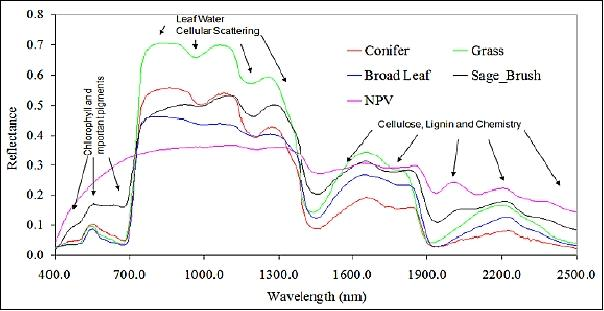 Leaf Water
Cellular Scattering
Conifer
Grass
Broad Leaf
Sage_Brush
NPV
Chlorophyll and
important pigments
Cellulose, Lignin and Chemistry
Reflectance
0.8
0.7
0.6
0.5
0.4
0.3
0.2
0.1
0.0
400.0 700.0 1000.0 1300.0 1600.0 1900.0 2200.0 2500.0
Wavelength (nm)